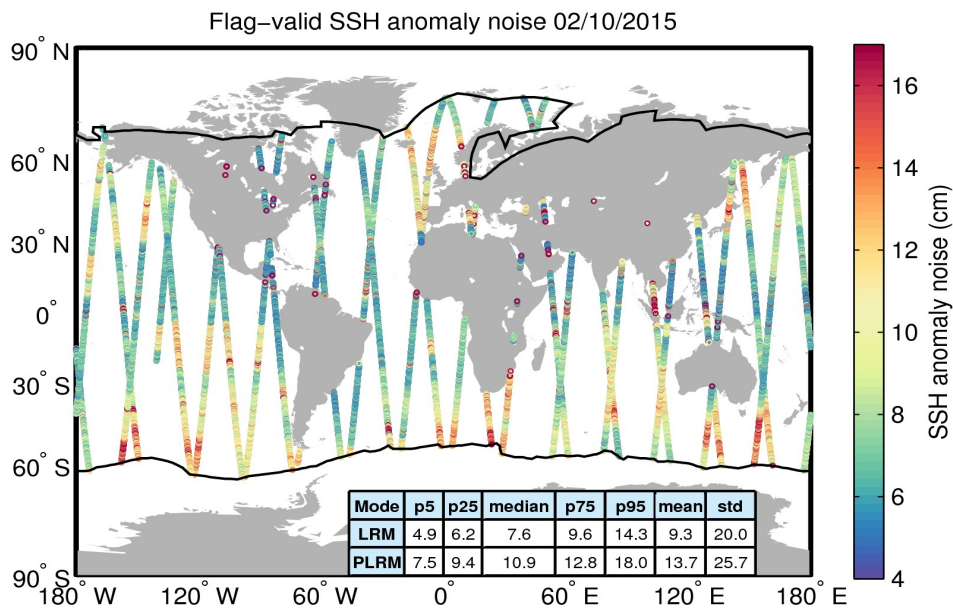 Flag−valid SSH anomaly noise 02/10/2015
90° N
60° N
30° N
0°
30° S
60° S
90° S
180° W
120° W
60° W
0°
60° E
120° E
180° E
Mode p5 p25 median p75 p95 mean std
LRM 4.9 6.2 7.6 9.6 14.3 9.3 20.0
PLRM 7.5 9.4 10.9 12.8 18.0 13.7 25.7
16
14
12
10
8
6
4
SSH anomaly noise (cm)